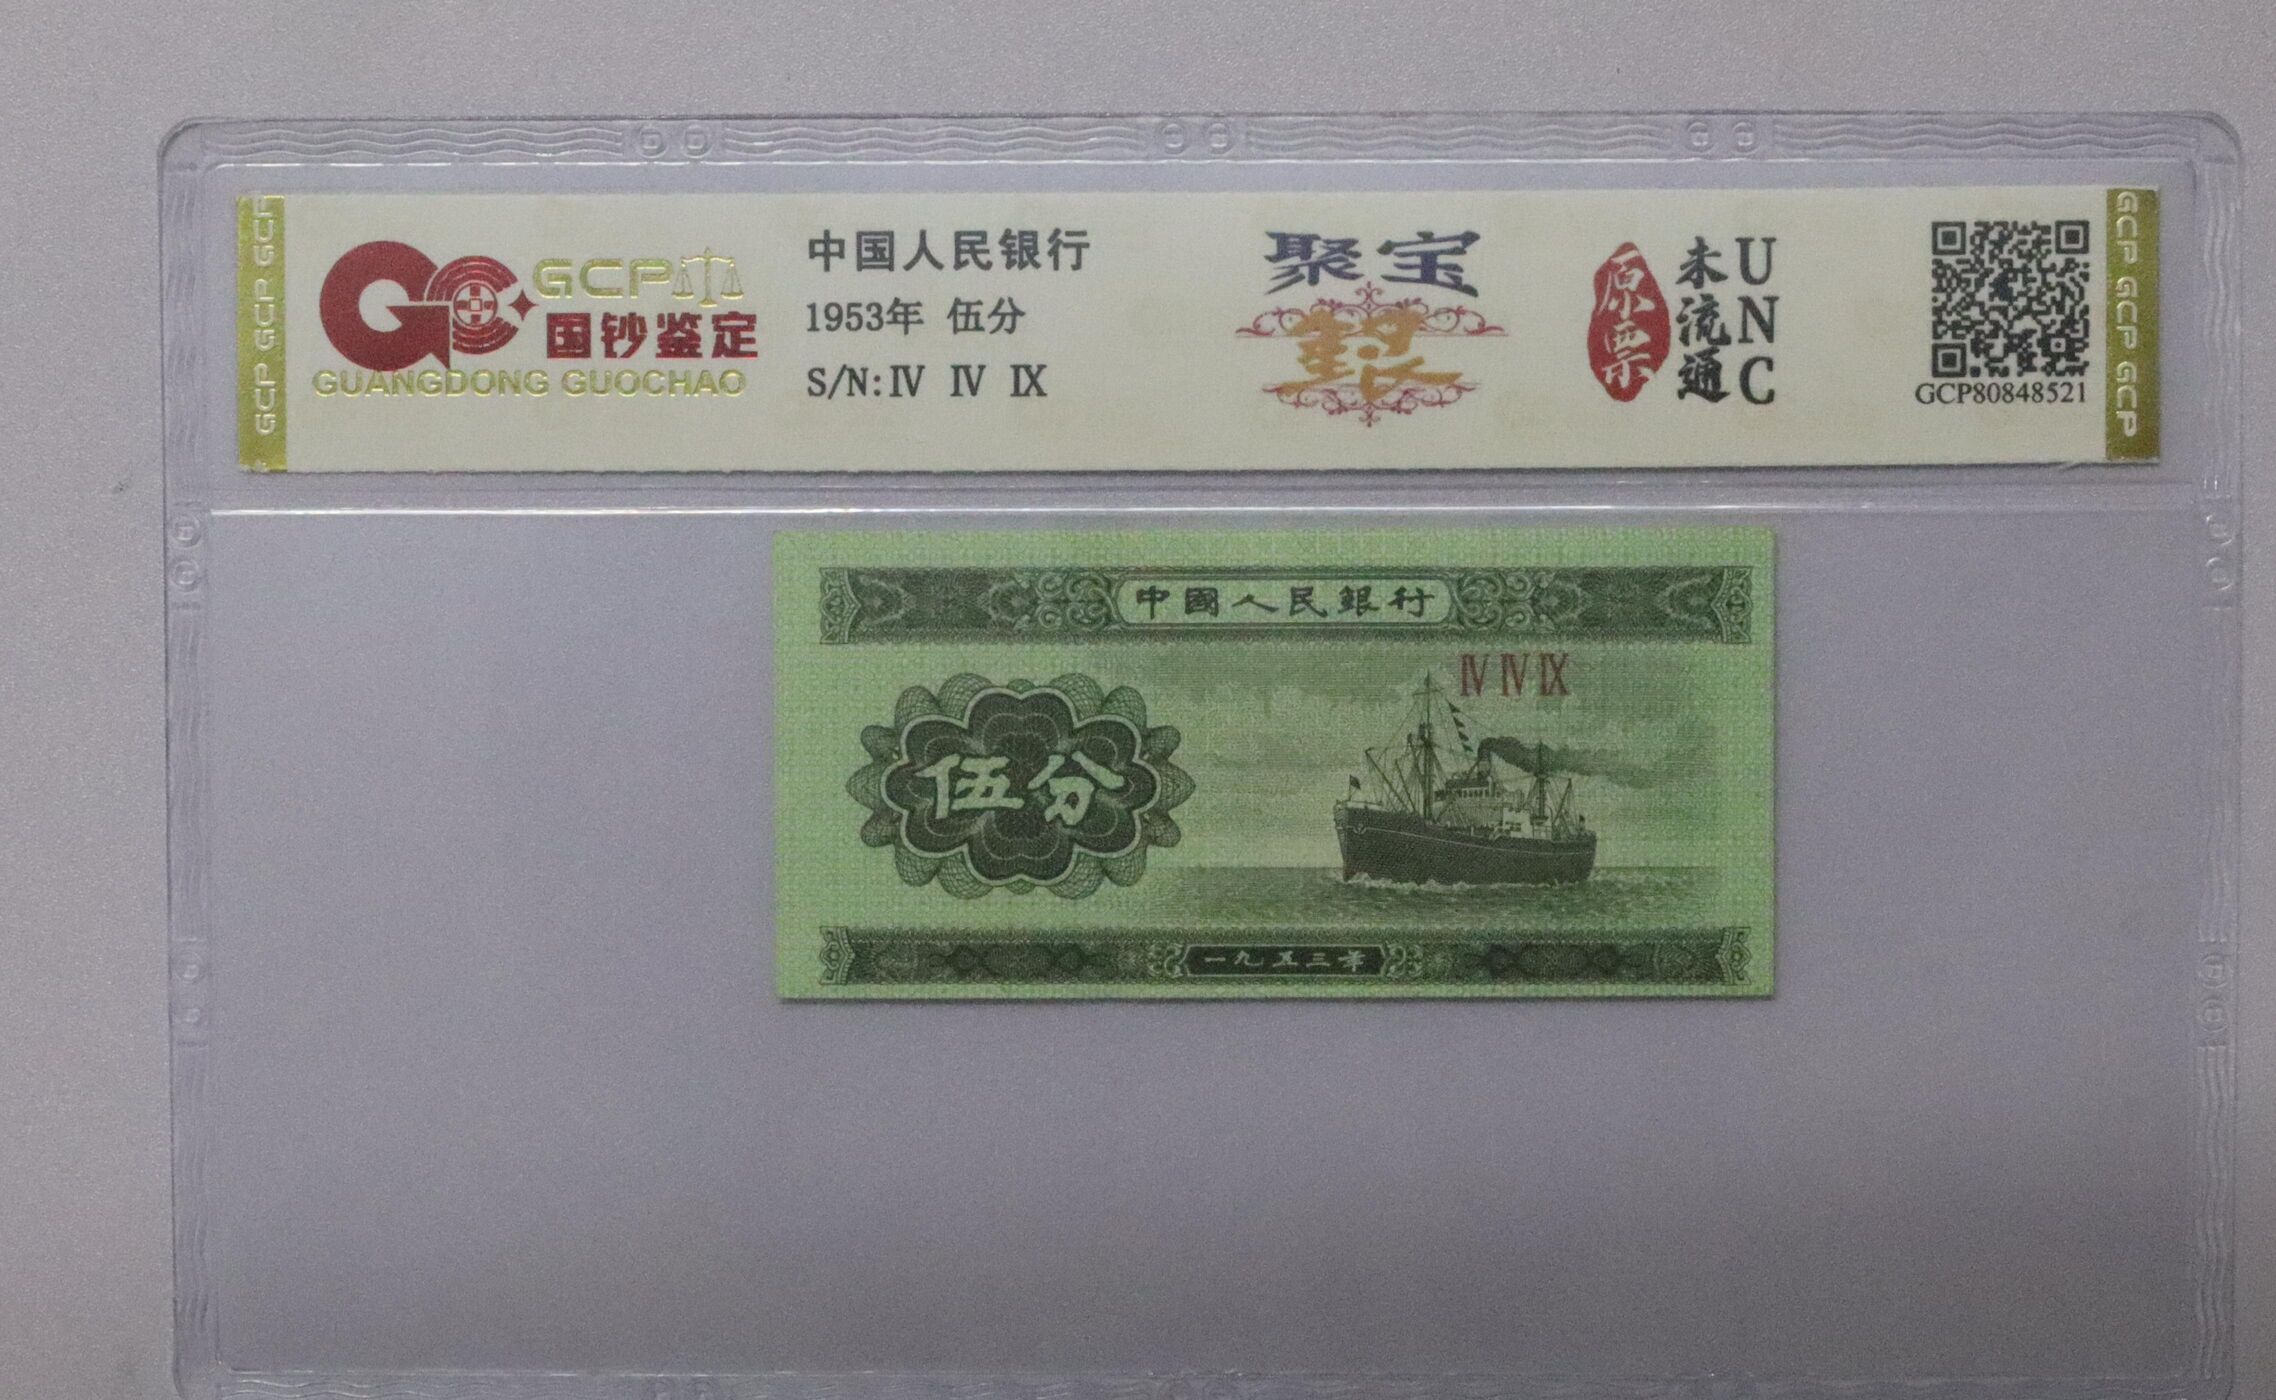 GCP GCP GCP
GCP
国钞鉴定
GUANGDONG GUOCHAO
中国人民银行
1953年 伍分
S/N: Ⅳ Ⅳ Ⅸ
聚宝
原票
未流通
UNC
GCP80848521
GCP GCP GCP GCP
中國人民銀行
Ⅳ Ⅳ Ⅸ
伍分
一九五三年